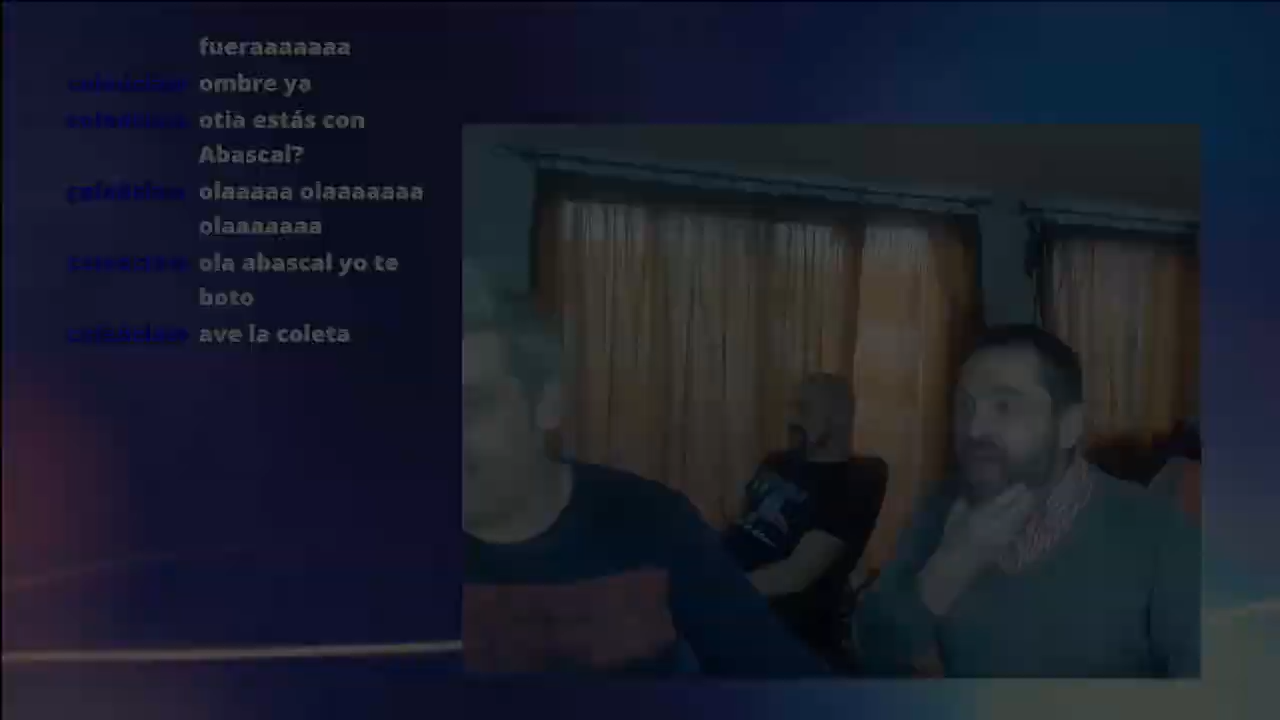 fueraaaaaaa
ombre ya
otia estás con
Abascal?
olaaaaa olaaaaaaa
olaaaaaaa
ola abascal yo te
boto
ave la coleta